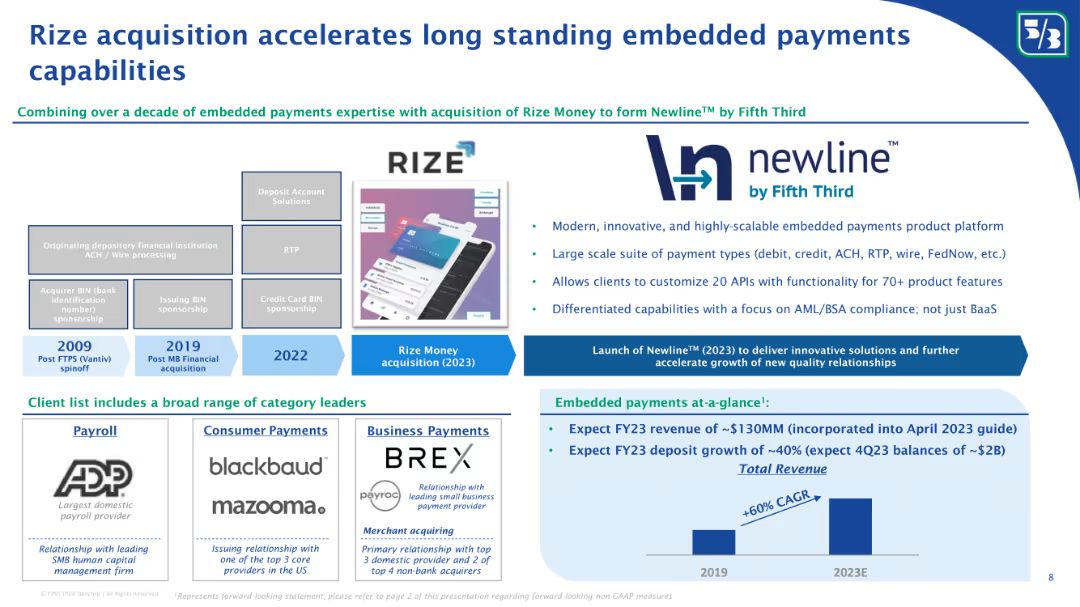 Rize acquisition accelerates long standing embedded payments
capabilities
Combining over a decade of embedded payments expertise with acquisition of Rize Money to form Newline™ by Fifth Third
RIZE
newline™
by Fifth Third
Deposit Account
Solutions
Originating depository financial institution
ACH / Wire processing
RTP
Acquirer BIN (bank
identification
number)
sponsorship
Issuing BIN
sponsorship
Credit Card BIN
sponsorship
• Modern, innovative, and highly-scalable embedded payments product platform
• Large scale suite of payment types (debit, credit, ACH, RTP, wire, FedNow, etc.)
• Allows clients to customize 20 APIs with functionality for 70+ product features
• Differentiated capabilities with a focus on AML/BSA compliance; not just BaaS
2009
Post FTPS (Vantiv)
spinoff
2019
Post MB Financial
acquisition
2022
Rize Money
acquisition (2023)
Launch of Newline™ (2023) to deliver innovative solutions and further
accelerate growth of new quality relationships
Client list includes a broad range of category leaders
Payroll
ADP
Largest domestic
payroll provider
Relationship with leading
SMB human capital
management firm
Consumer Payments
blackbaud
mazooma.
Issuing relationship with
one of the top 3 core
providers in the US
Business Payments
BREX
payroc
Relationship with
leading small business
payment provider
Merchant acquiring
Primary relationship with top
3 domestic provider and 2 of
top 4 non-bank acquirers
Embedded payments at-a-glance¹:
• Expect FY23 revenue of ~$130MM (incorporated into April 2023 guide)
• Expect FY23 deposit growth of ~40% (expect 4Q23 balances of ~$2B)
Total Revenue
+60% CAGR
2019
2023E
8
All Rights Reserved
¹Represents forward looking statement, please refer to page 2 of this presentation regarding forward-looking non-GAAP measures